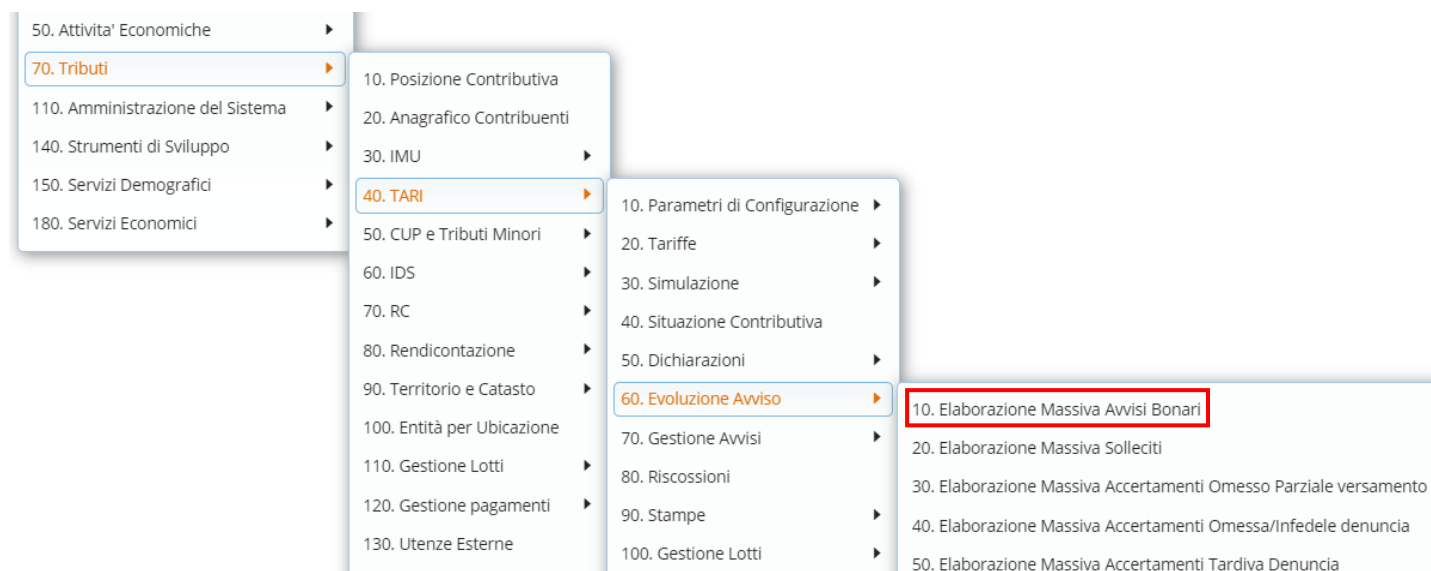 50. Attivita' Economiche
70. Tributi
110. Amministrazione del Sistema
140. Strumenti di Sviluppo
150. Servizi Demografici
180. Servizi Economici
10. Posizione Contributiva
20. Anagrafico Contribuenti
30. IMU
40. TARI
50. CUP e Tributi Minori
60. IDS
70. RC
80. Rendicontazione
90. Territorio e Catasto
100. Entità per Ubicazione
110. Gestione Lotti
120. Gestione pagamenti
130. Utenze Esterne
10. Parametri di Configurazione
20. Tariffe
30. Simulazione
40. Situazione Contributiva
50. Dichiarazioni
60. Evoluzione Avviso
70. Gestione Avvisi
80. Riscossioni
90. Stampe
100. Gestione Lotti
10. Elaborazione Massiva Avvisi Bonari
20. Elaborazione Massiva Solleciti
30. Elaborazione Massiva Accertamenti Omesso Parziale versamento
40. Elaborazione Massiva Accertamenti Omessa/Infedele denuncia
50. Elaborazione Massiva Accertamenti Tardiva Denuncia